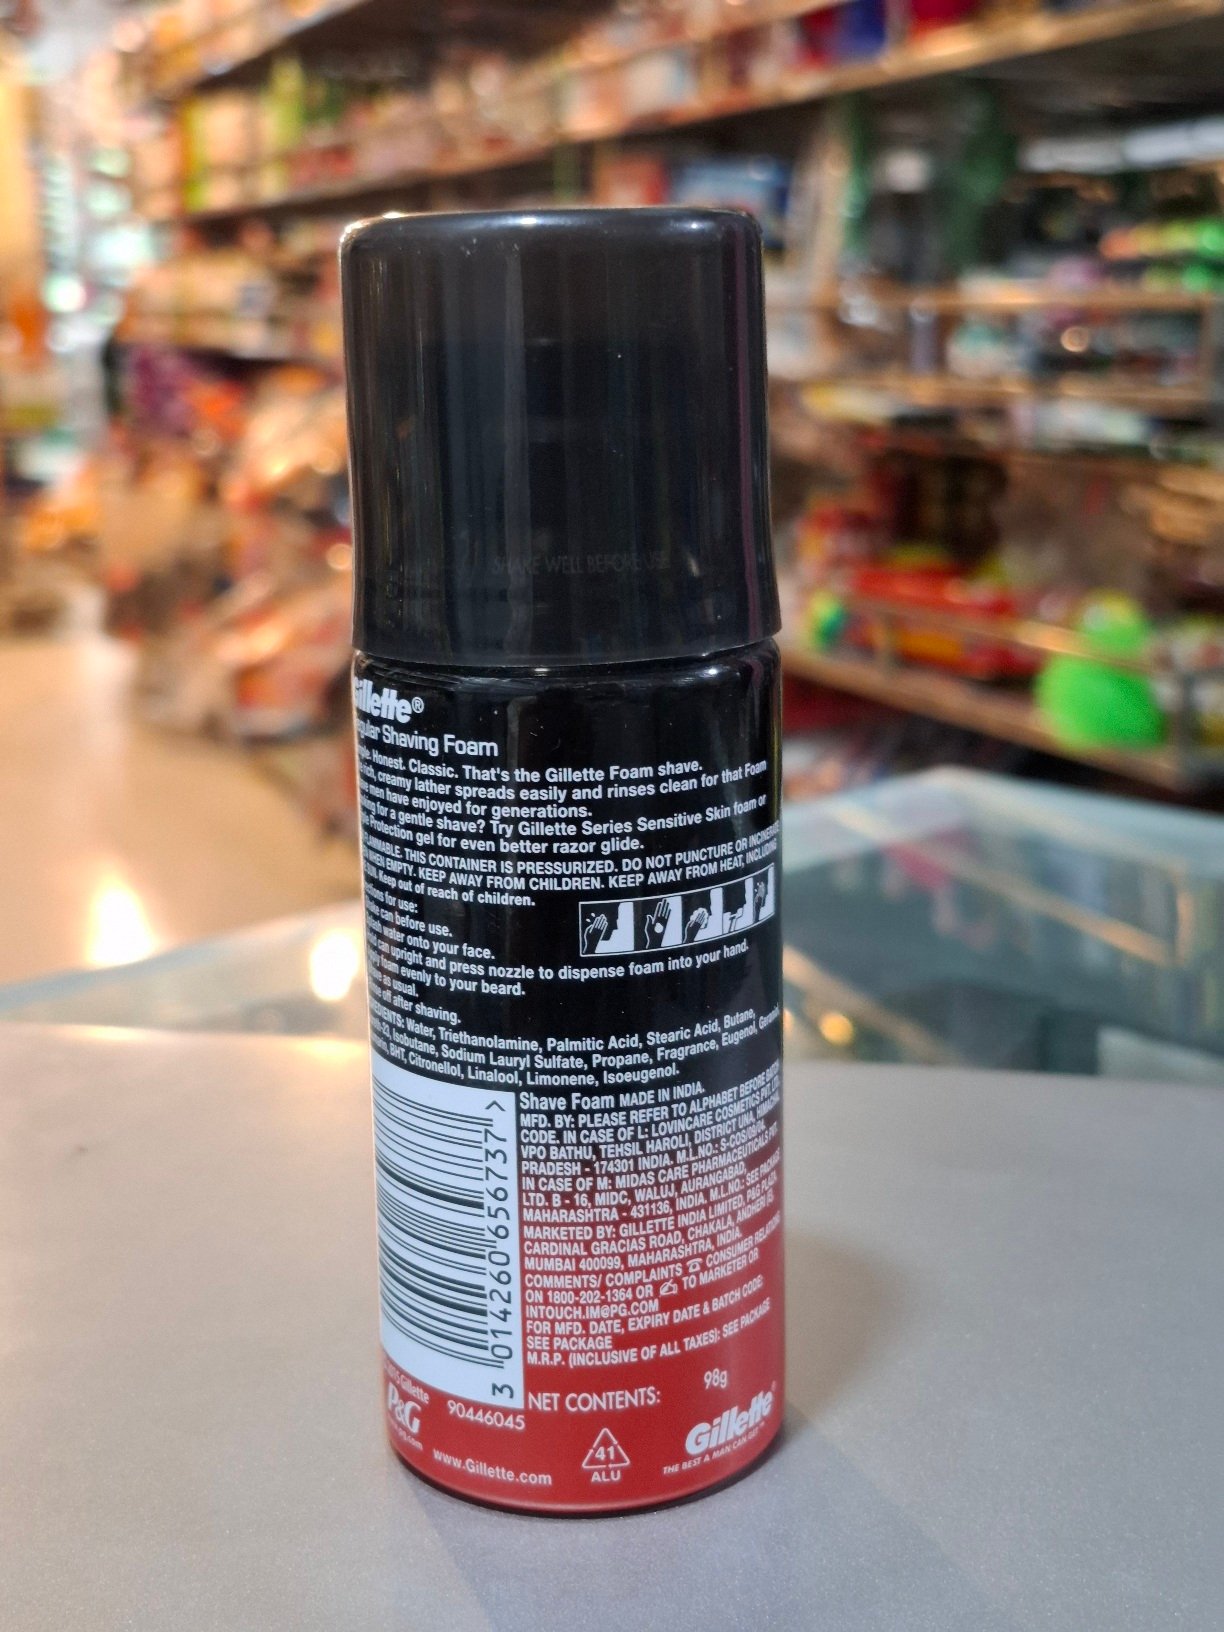 SHAKE WELL BEFORE USE
Gillette®
Shaving Foam
Honest. Classic. That's the Gillette Foam shave.
rich, creamy lather spreads easily and rinses clean for that Foam
men have enjoyed for generations.
for a gentle shave? Try Gillette Series Sensitive Skin foam or
Protection gel for even better razor glide.
THIS CONTAINER IS PRESSURIZED. DO NOT PUNCTURE OR INCINERATE
WHEN EMPTY. KEEP AWAY FROM CHILDREN. KEEP AWAY FROM HEAT, INCLUDING
Keep out of reach of children.
for use:
can before use.
water onto your face.
can upright and press nozzle to dispense foam into your hand.
foam evenly to your beard.
as usual.
off after shaving.
Water, Triethanolamine, Palmitic Acid, Stearic Acid, Butane,
Isobutane, Sodium Lauryl Sulfate, Propane, Fragrance, Eugenol,
BHT, Citronellol, Linalool, Limonene, Isoeugenol.
Shave Foam MADE IN INDIA.
MFD. BY: PLEASE REFER TO ALPHABET BEFORE BATCH
CODE. IN CASE OF L: LOVINCARE COSMETICS PVT. LTD.
VPO BATHU, TEHSIL HAROLI, DISTRICT UNA, HIMACHAL
PRADESH - 174301 INDIA. M.L.NO.:
IN CASE OF M: MIDAS CARE PHARMACEUTICALS PVT.
LTD. B - 16, MIDC, WALUJ, AURANGABAD,
MAHARASHTRA - 431136, INDIA. M.L.NO.: SEE PACKAGE
MARKETED BY: GILLETTE INDIA LIMITED, P&G PLAZA,
CARDINAL GRACIAS ROAD, CHAKALA, ANDHERI (E),
MUMBAI 400099, MAHARASHTRA, INDIA.
COMMENTS/ COMPLAINTS ☎ CONSUMER RELATIONS
ON 1800-202-1364 OR ✍ TO MARKETER OR
INTOUCH.IM@PG.COM
FOR MFD. DATE, EXPIRY DATE & BATCH CODE:
SEE PACKAGE
M.R.P. (INCLUSIVE OF ALL TAXES): SEE PACKAGE
3 014260 656737 >
NET CONTENTS: 98g
Gillette
P&G
90446045
www.Gillette.com
41
ALU
Gillette®
THE BEST A MAN CAN GET™